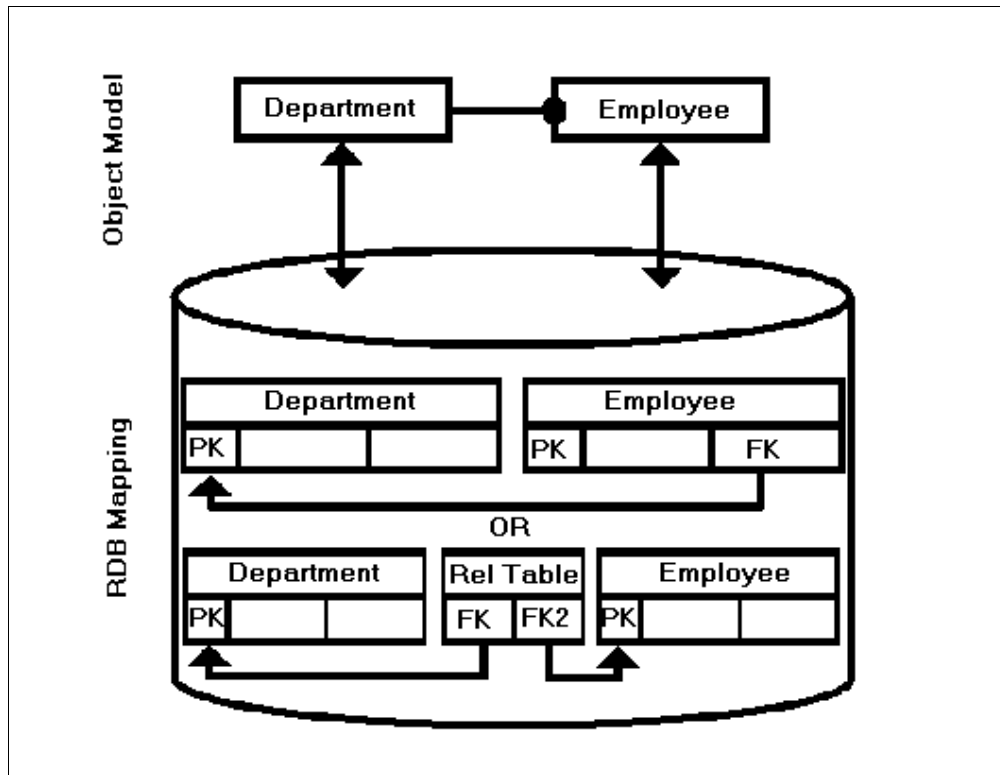 Object Model
Department
Employee
RDB Mapping
Department
Employee
PK
PK
FK
OR
Department
Rel Table
Employee
PK
FK
FK2
PK